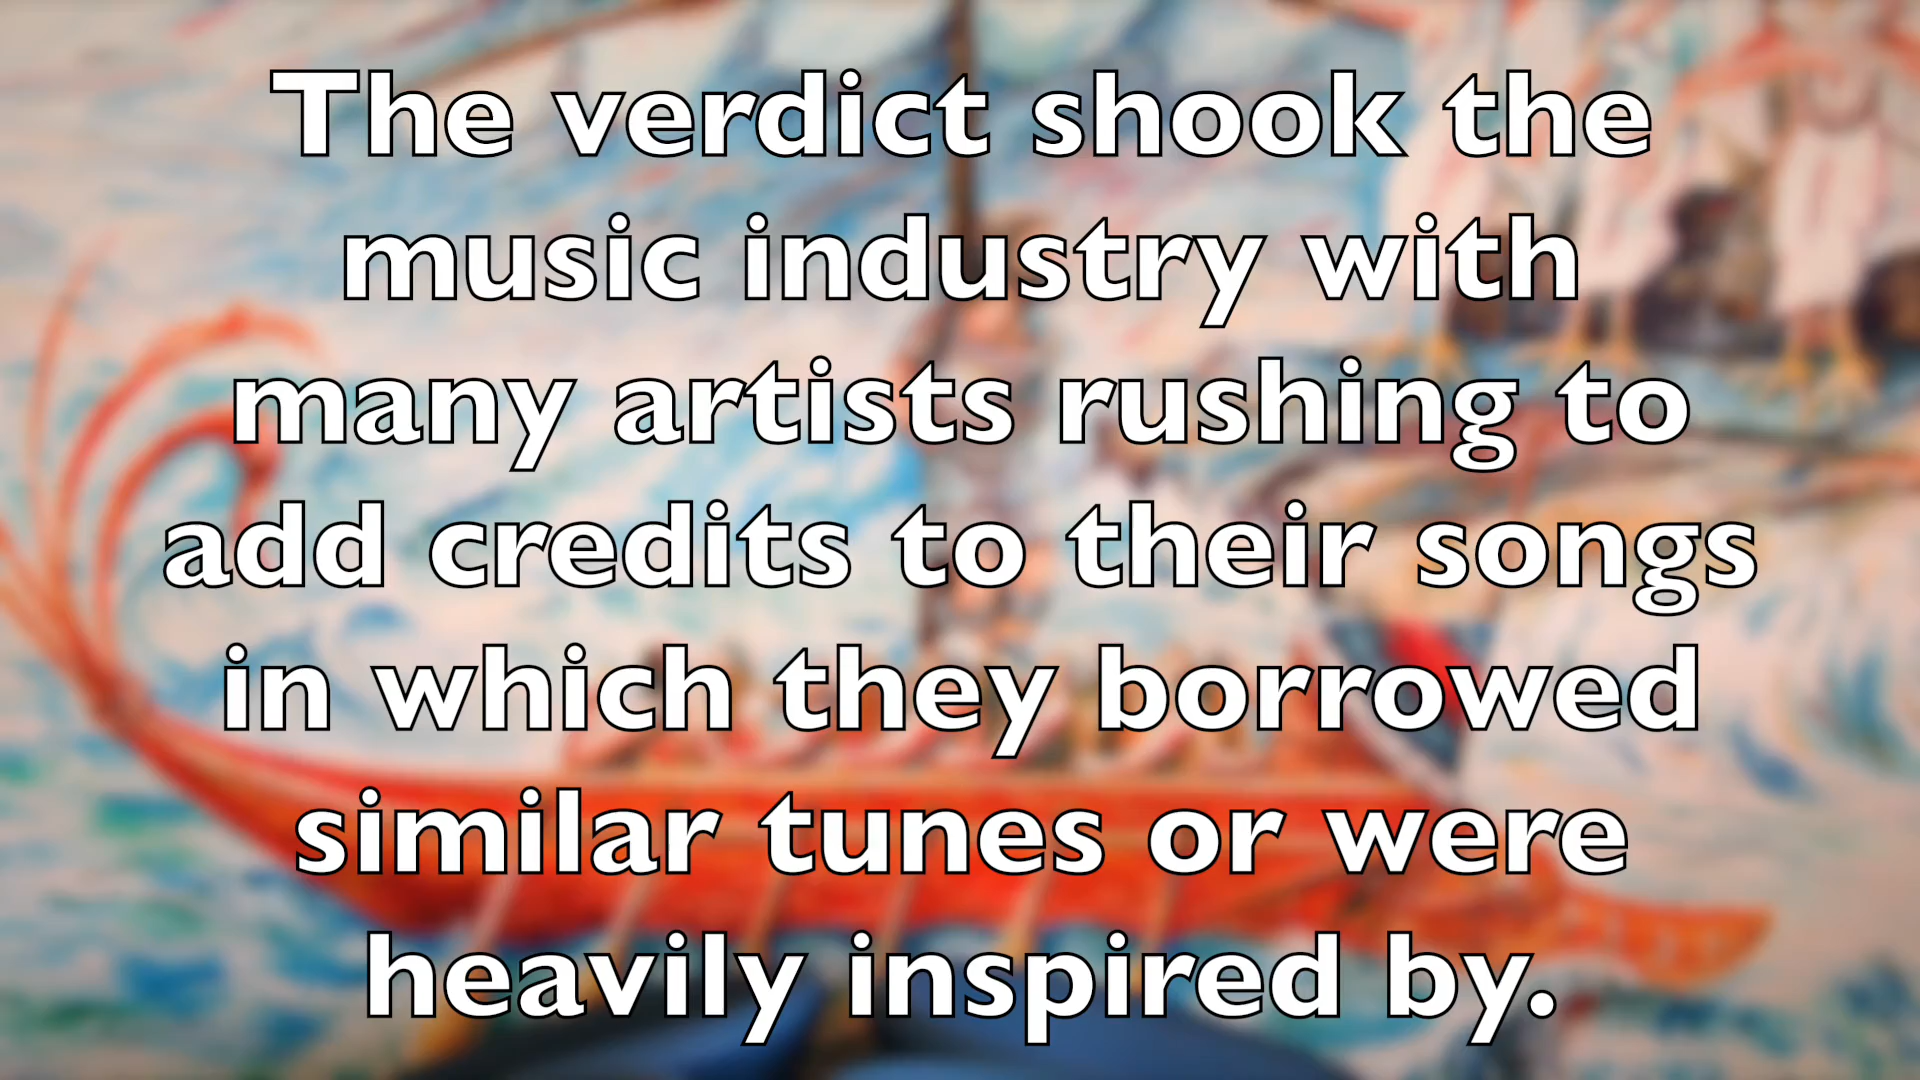 The verdict shook the
music industry with
many artists rushing to
add credits to their songs
in which they borrowed
similar tunes or were
heavily inspired by.